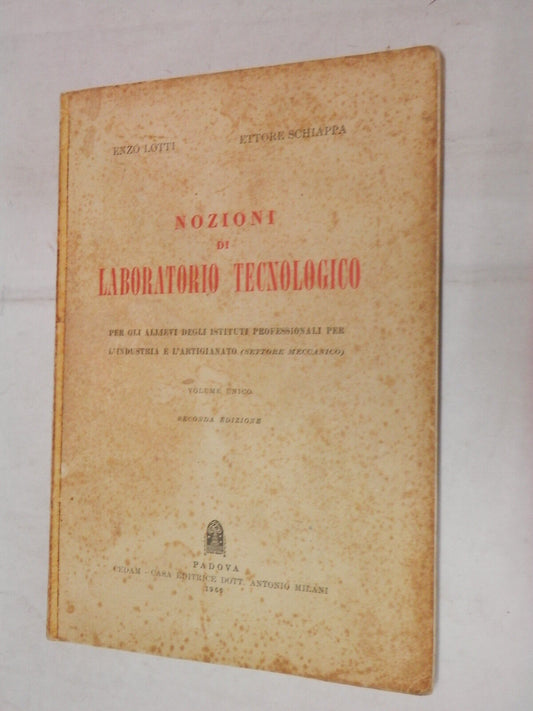 ENZO LOTTI
ETTORE SCHIAPPA
NOZIONI
DI
LABORATORIO TECNOLOGICO
PER GLI ALLIEVI DEGLI ISTITUTI PROFESSIONALI PER
L'INDUSTRIA E L'ARTIGIANATO (SETTORE MECCANICO)
VOLUME UNICO
SECONDA EDIZIONE
PADOVA
CEDAM - CASA EDITRICE DOTT. ANTONIO MILANI